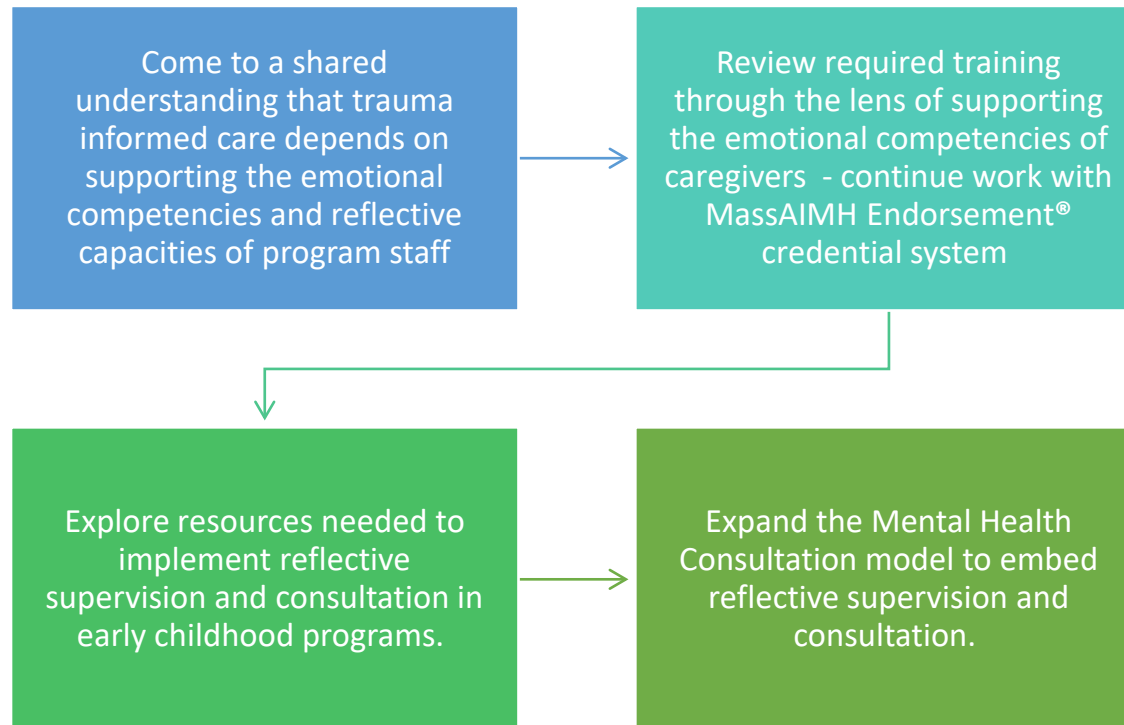 Come to a shared
understanding that trauma
informed care depends on
supporting the emotional
competencies and reflective
capacities of program staff
Review required training
through the lens of supporting
the emotional competencies of
caregivers - continue work with
MassAIMH Endorsement®
credential system
Explore resources needed to
implement reflective
supervision and consultation in
early childhood programs.
Expand the Mental Health
Consultation model to embed
reflective supervision and
consultation.